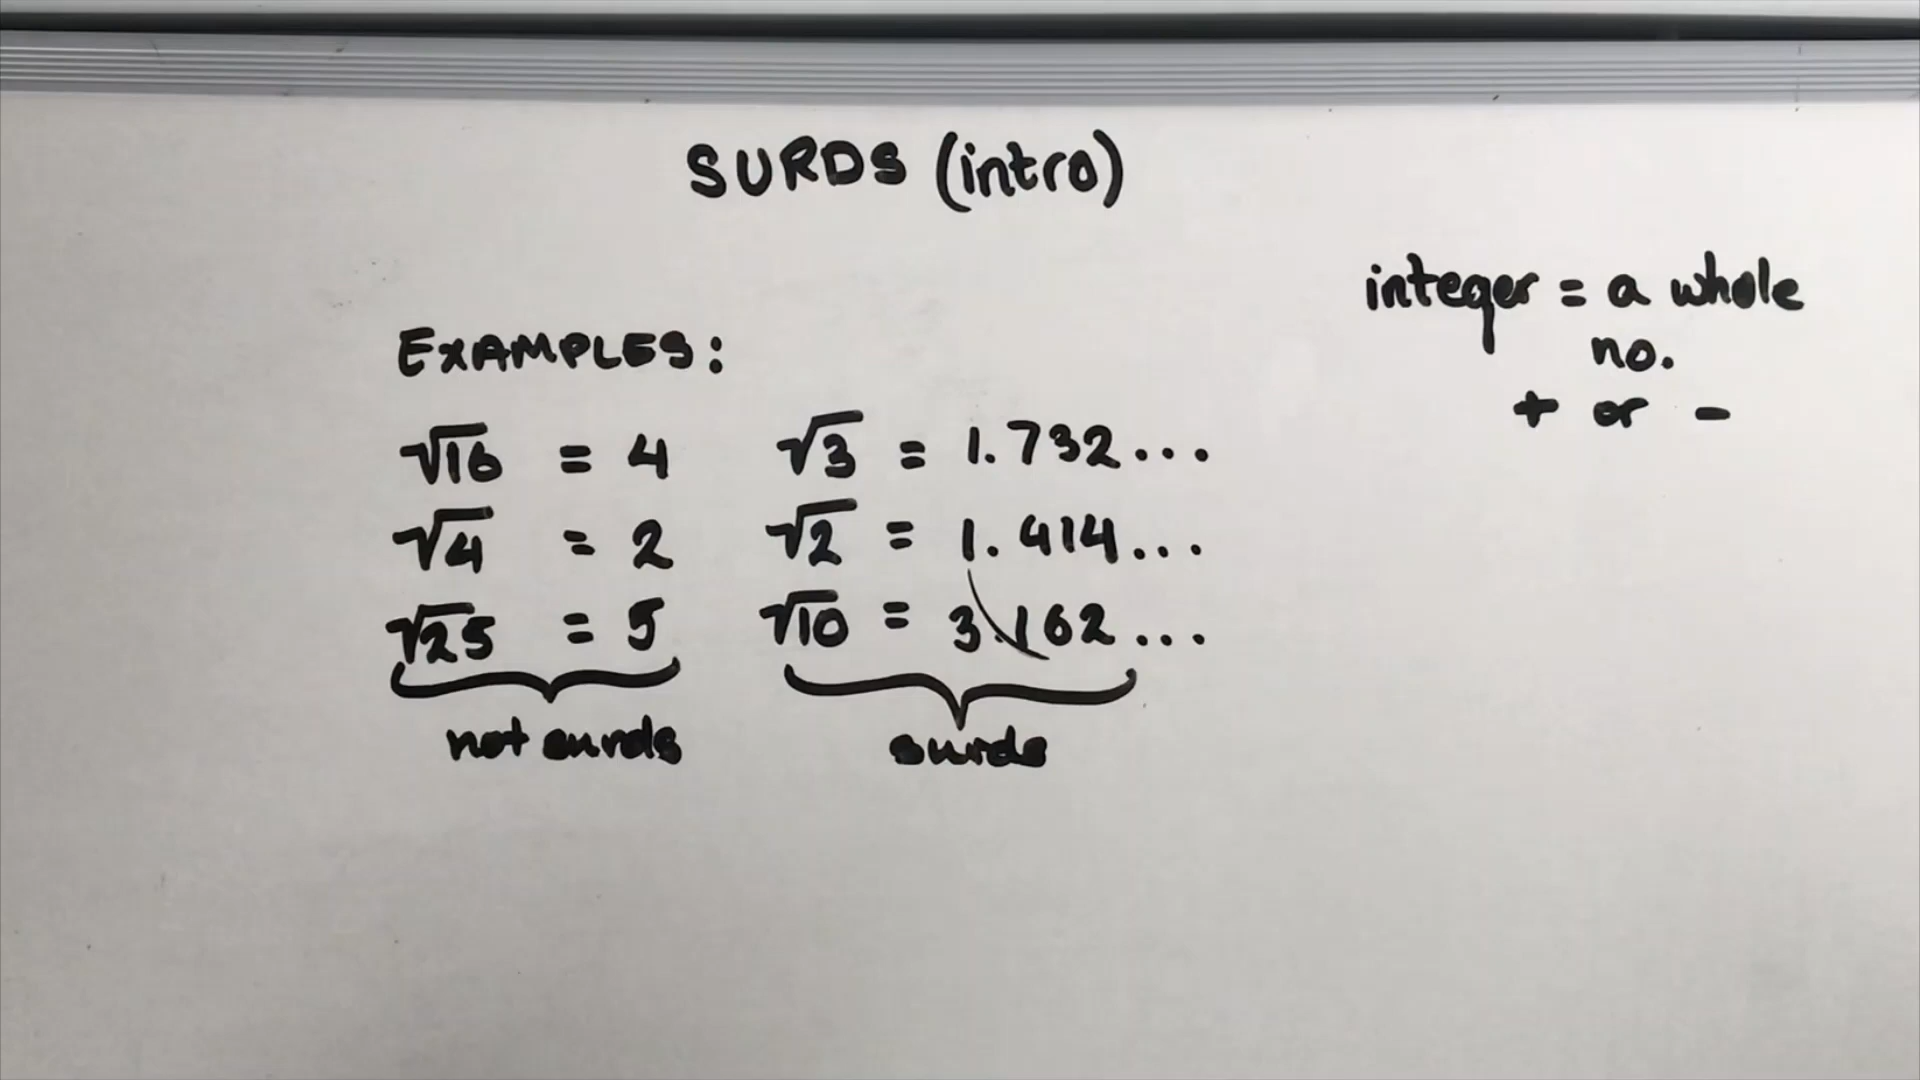 SURDS (intro)
integer = a whole
no.
+ or -
EXAMPLES:
√16 = 4 √3 = 1.732...
√4 = 2 √2 = 1.414...
√25 = 5 √10 = 3.162...
not surds surds